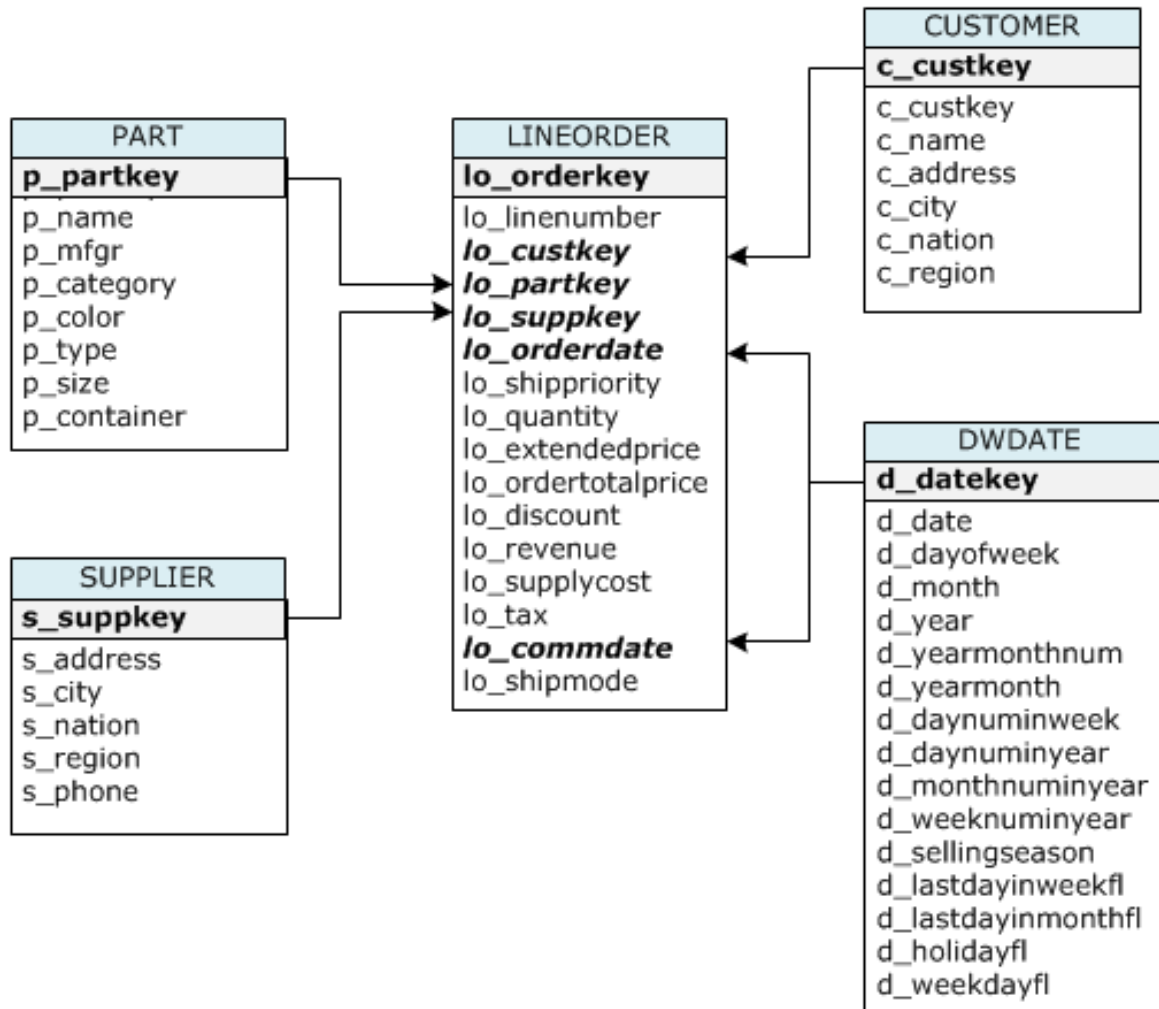 PART
p_partkey
p_name
p_mfgr
p_category
p_color
p_type
p_size
p_container
SUPPLIER
s_suppkey
s_address
s_city
s_nation
s_region
s_phone
LINEORDER
lo_orderkey
lo_linenumber
lo_custkey
lo_partkey
lo_suppkey
lo_orderdate
lo_shippriority
lo_quantity
lo_extendedprice
lo_ordertotalprice
lo_discount
lo_revenue
lo_supplycost
lo_tax
lo_commdate
lo_shipmode
CUSTOMER
c_custkey
c_custkey
c_name
c_address
c_city
c_nation
c_region
DWDATE
d_datekey
d_date
d_dayofweek
d_month
d_year
d_yearmonthnum
d_yearmonth
d_daynuminweek
d_daynuminyear
d_monthnuminyear
d_weeknuminyear
d_sellingseason
d_lastdayinweekfl
d_lastdayinmonthfl
d_holidayfl
d_weekdayfl